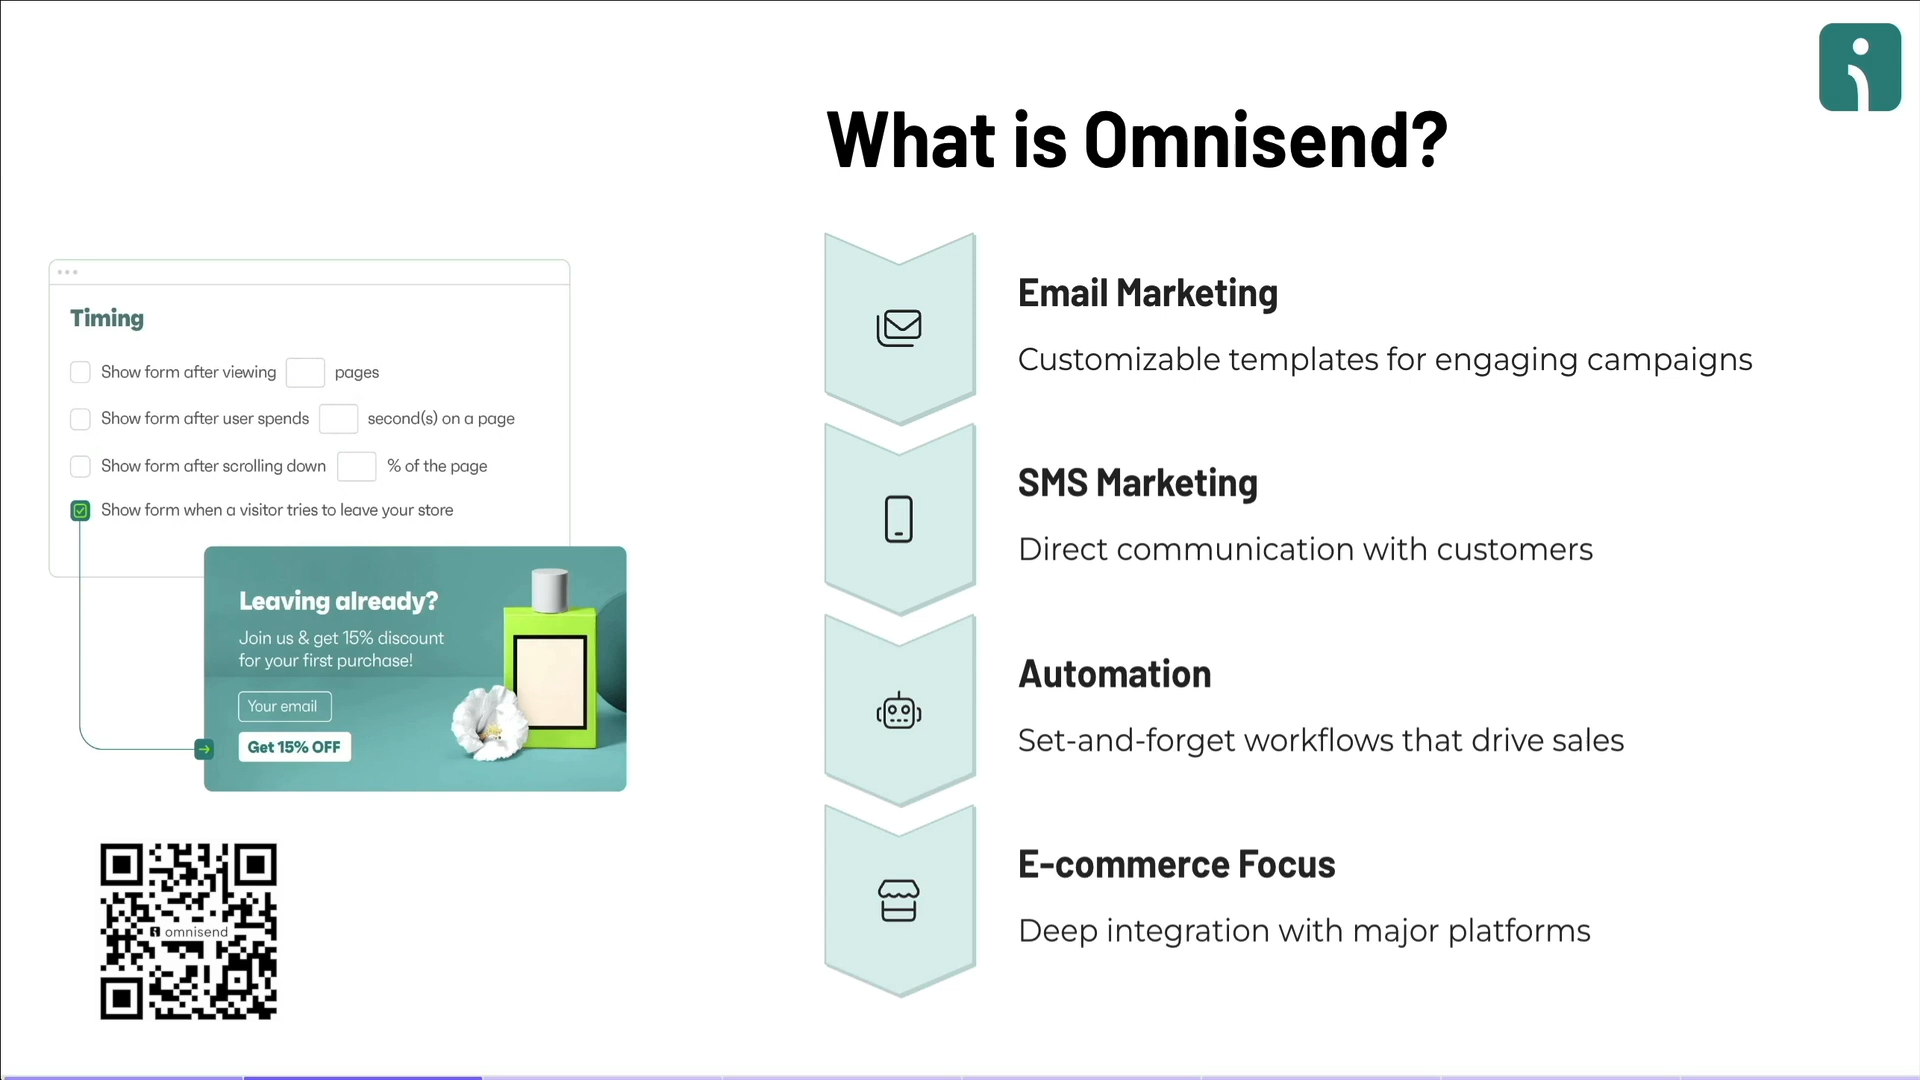 What is Omnisend?
Timing
Show form after viewing pages
Show form after user spends second(s) on a page
Show form after scrolling down % of the page
Show form when a visitor tries to leave your store
Leaving already?
Join us & get 15% discount
for your first purchase!
Your email
Get 15% OFF
omnisend
Email Marketing
Customizable templates for engaging campaigns
SMS Marketing
Direct communication with customers
Automation
Set-and-forget workflows that drive sales
E-commerce Focus
Deep integration with major platforms